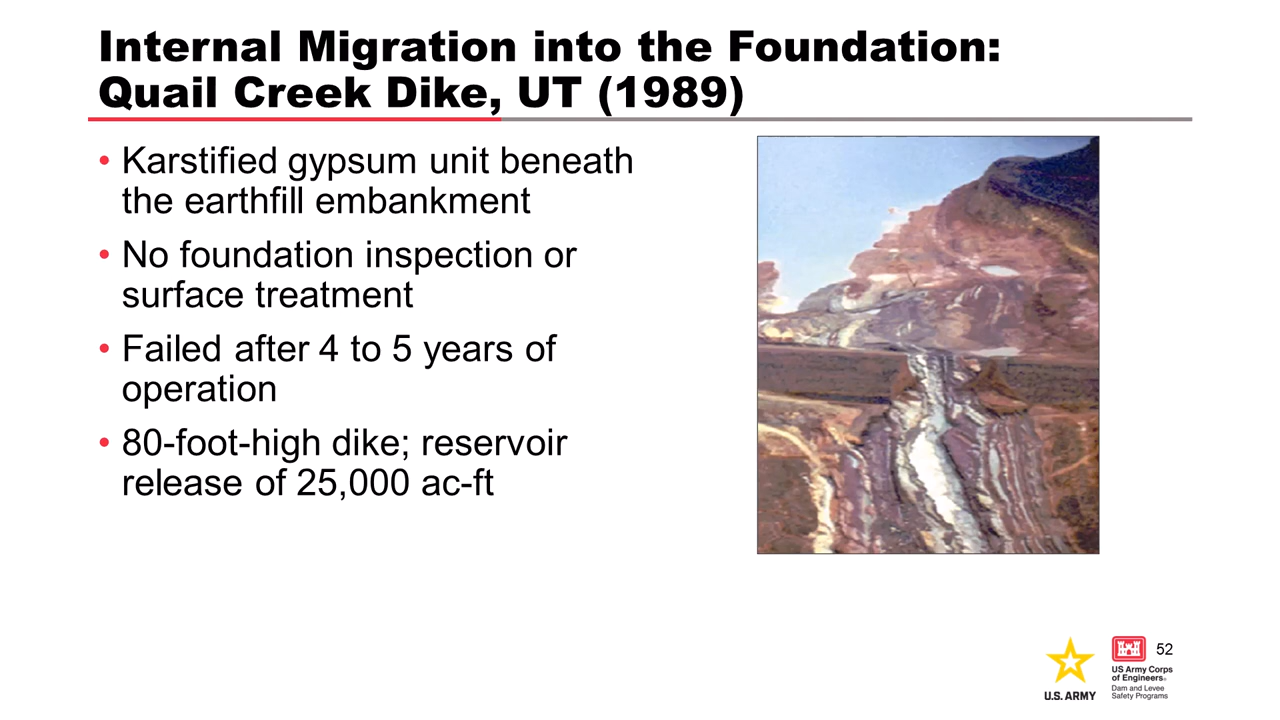 Internal Migration into the Foundation:
Quail Creek Dike, UT (1989)
• Karstified gypsum unit beneath
the earthfill embankment
• No foundation inspection or
surface treatment
• Failed after 4 to 5 years of
operation
• 80-foot-high dike; reservoir
release of 25,000 ac-ft
52
U.S. ARMY
US Army Corps
of Engineers®
Dam and Levee
Safety Programs